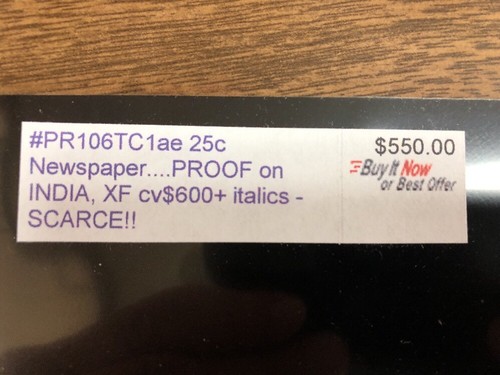 #PR106TC1ae 25c
Newspaper....PROOF on
INDIA, XF cv$600+ italics -
SCARCE!!
$550.00
Buy It Now
or Best Offer